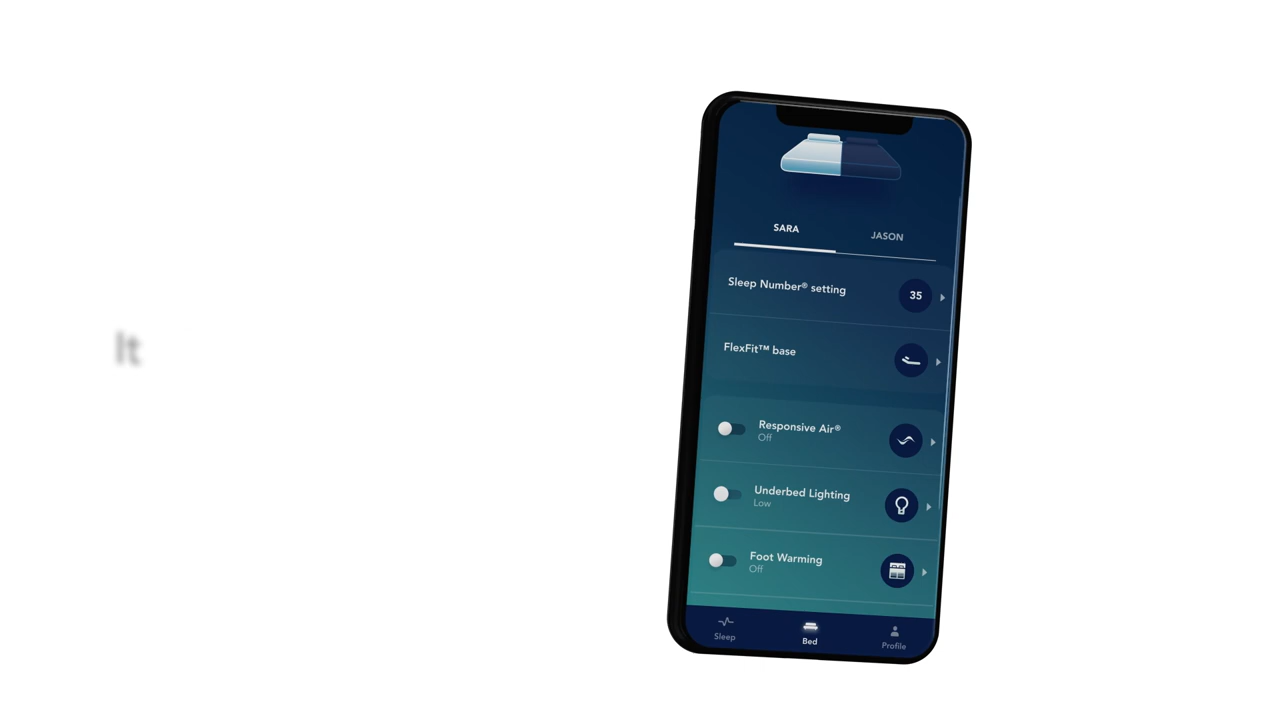 It
SARA
JASON
Sleep Number® setting
35
FlexFit™ base
Responsive Air®
Off
Underbed Lighting
Low
Foot Warming
Off
Sleep
Bed
Profile